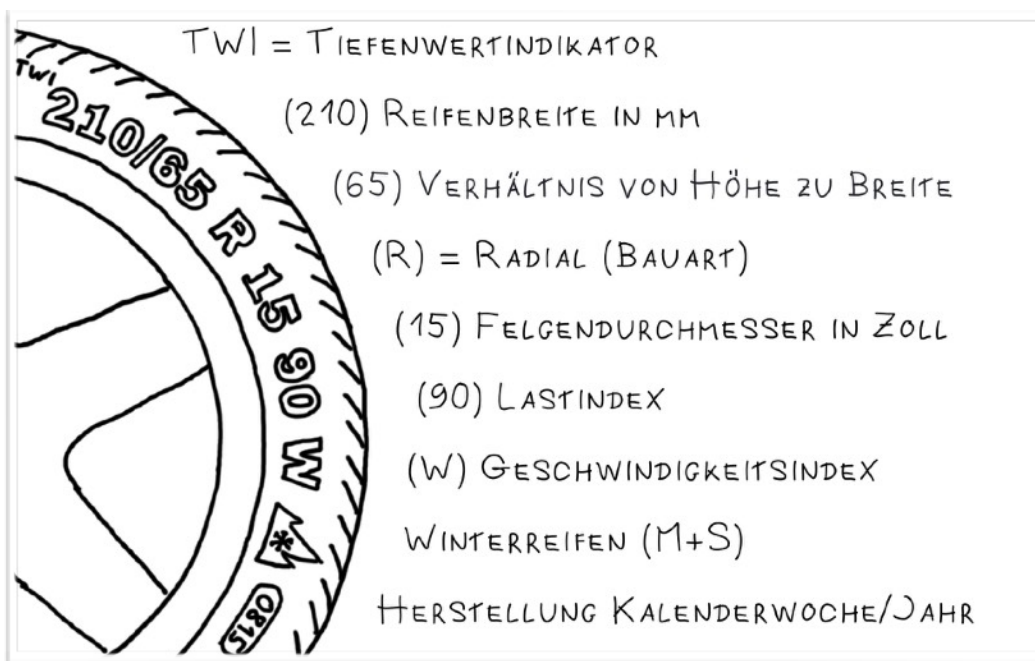 TWI = TIEFENWERTINDIKATOR
TWI
210/65 R 15 90 W
0815
(210) REIFENBREITE IN MM
(65) VERHÄLTNIS VON HÖHE ZU BREITE
(R) = RADIAL (BAUART)
(15) FELGENDURCHMESSER IN ZOLL
(90) LASTINDEX
(W) GESCHWINDIGKEITSINDEX
WINTERREIFEN (M+S)
HERSTELLUNG KALENDERWOCHE/JAHR